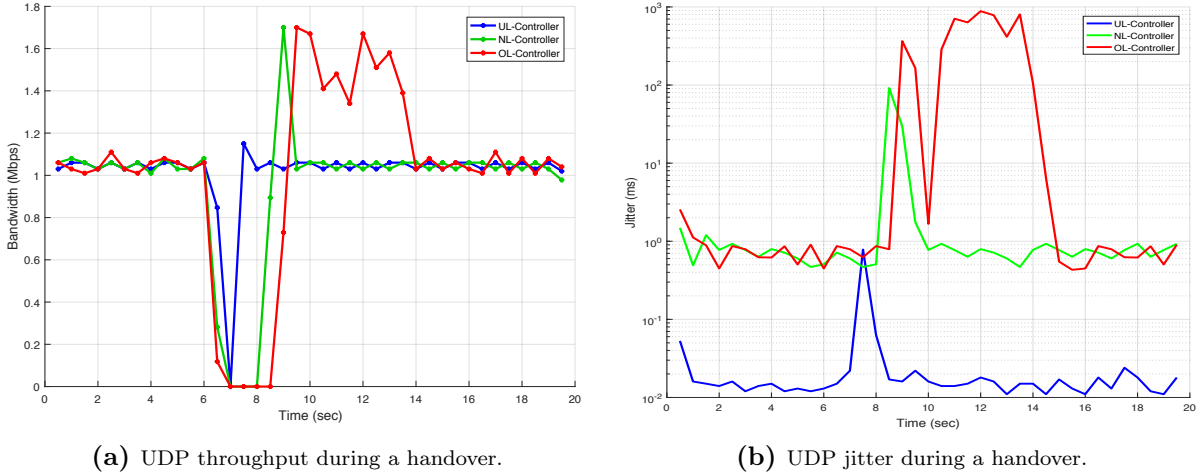 1.8
1.6
1.4
1.2
1
0.8
0.6
0.4
0.2
0
Bandwidth (Mbps)
UL-Controller
NL-Controller
OL-Controller
0 2 4 6 8 10 12 14 16 18 20
Time (sec)
(a) UDP throughput during a handover.
10³
10²
10¹
10⁰
10⁻¹
10⁻²
Jitter (ms)
UL-Controller
NL-Controller
OL-Controller
0 2 4 6 8 10 12 14 16 18 20
Time (sec)
(b) UDP jitter during a handover.